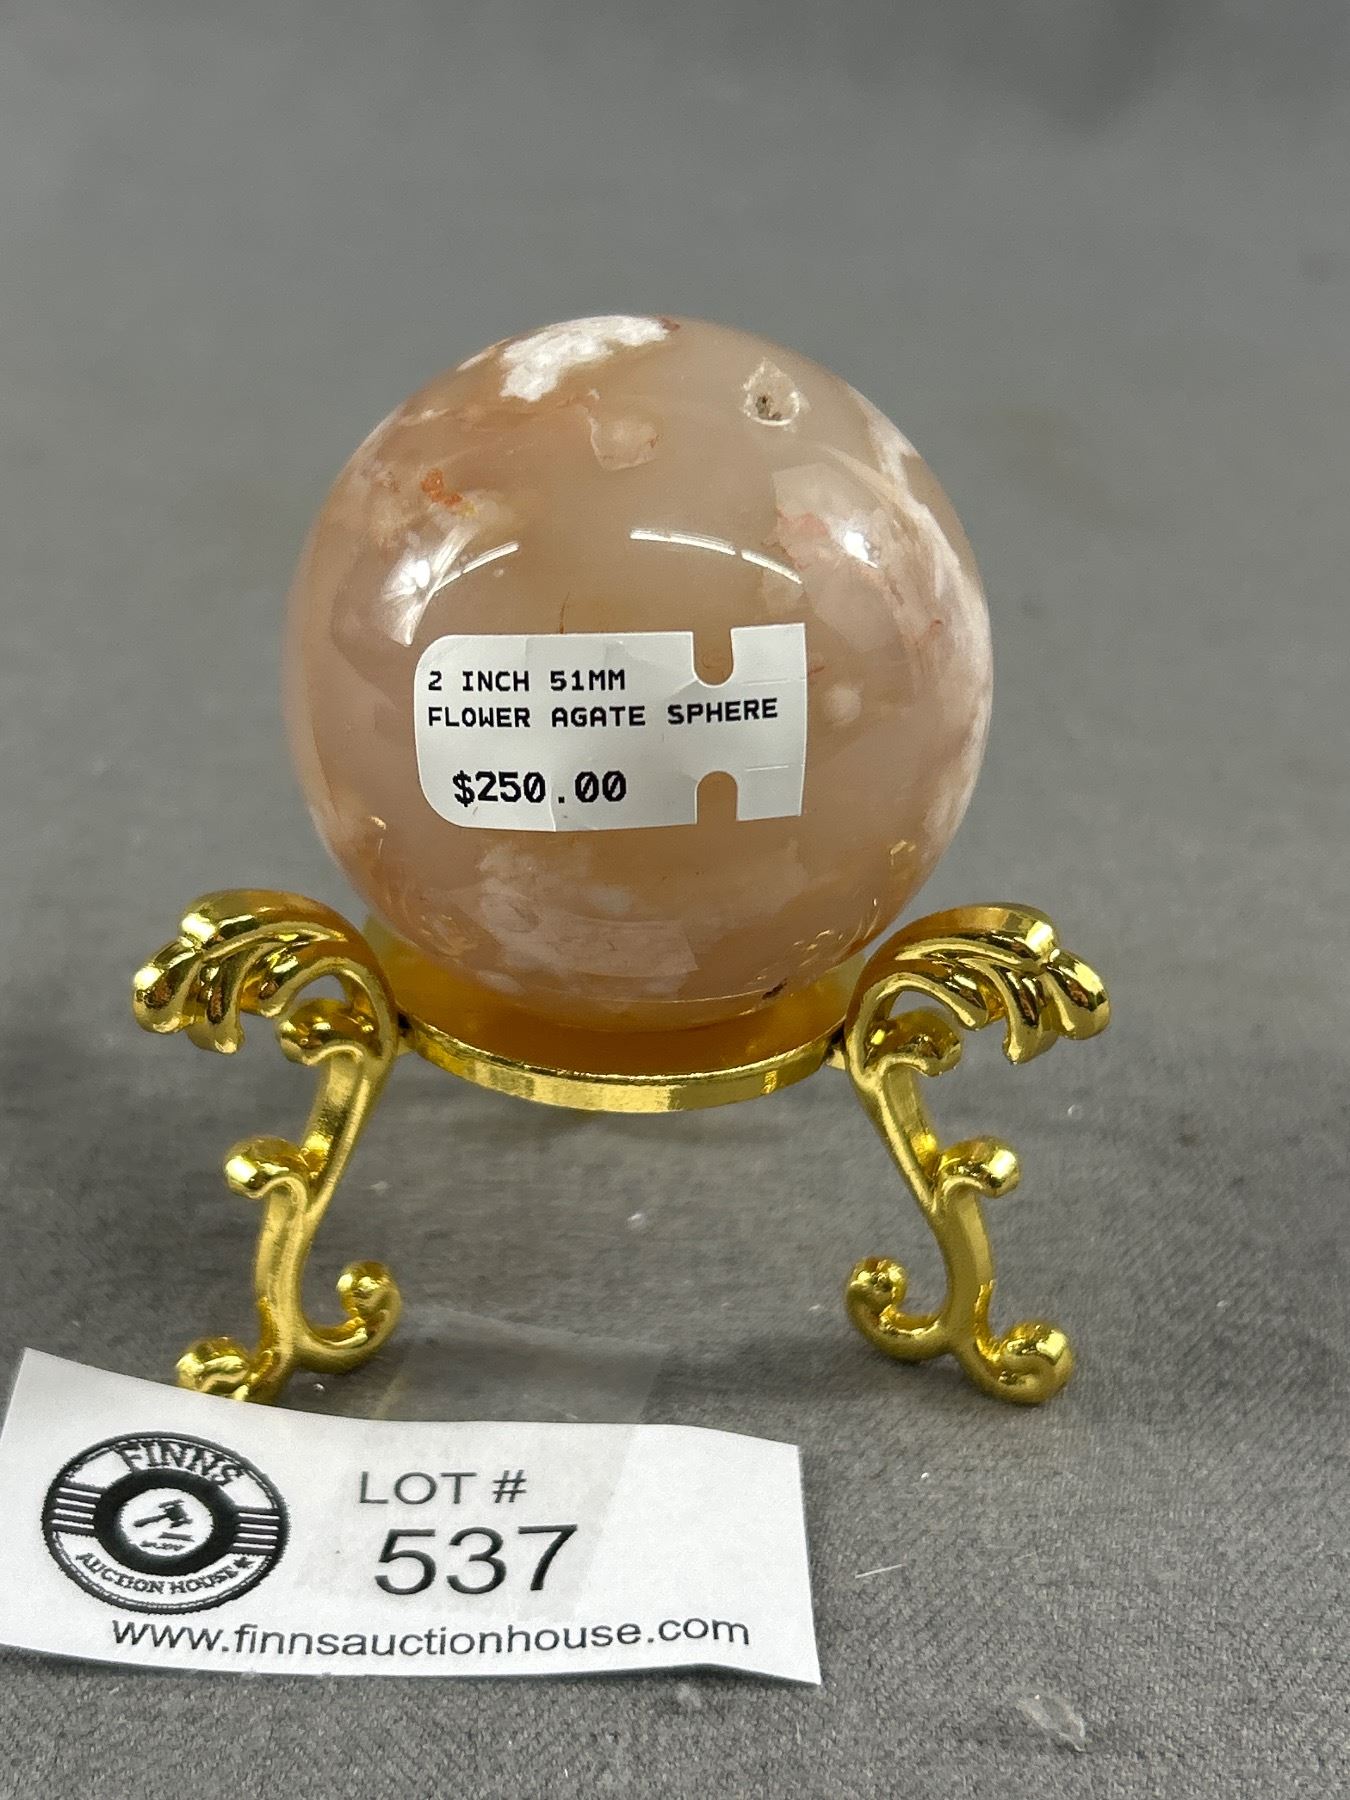 2 INCH 51MM
FLOWER AGATE SPHERE
$250.00
FINNS
AUCTION HOUSE
LOT #
537
www.finnsauctionhouse.com